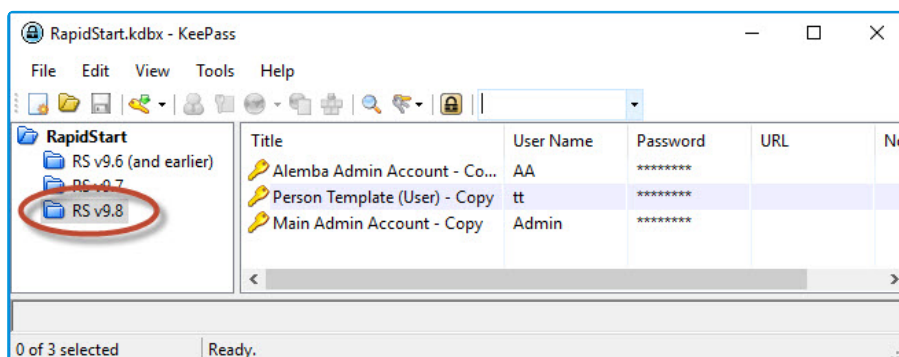 RapidStart.kdbx - KeePass
File Edit View Tools Help
RapidStart
RS v9.6 (and earlier)
RS v9.7
RS v9.8
Title User Name Password URL
Alemba Admin Account - Co... AA ********
Person Template (User) - Copy tt ********
Main Admin Account - Copy Admin ********
0 of 3 selected Ready.